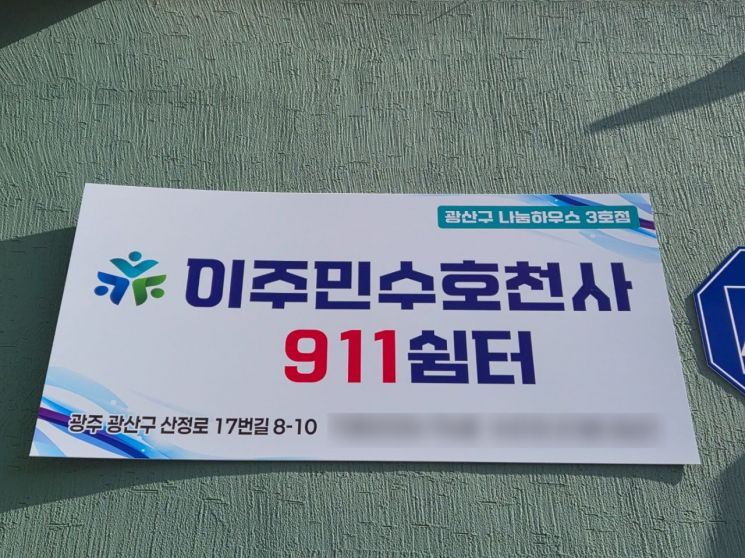 광산구 나눔하우스 3호점
이주민수호천사
911쉼터
광주 광산구 산정로 17번길 8-10